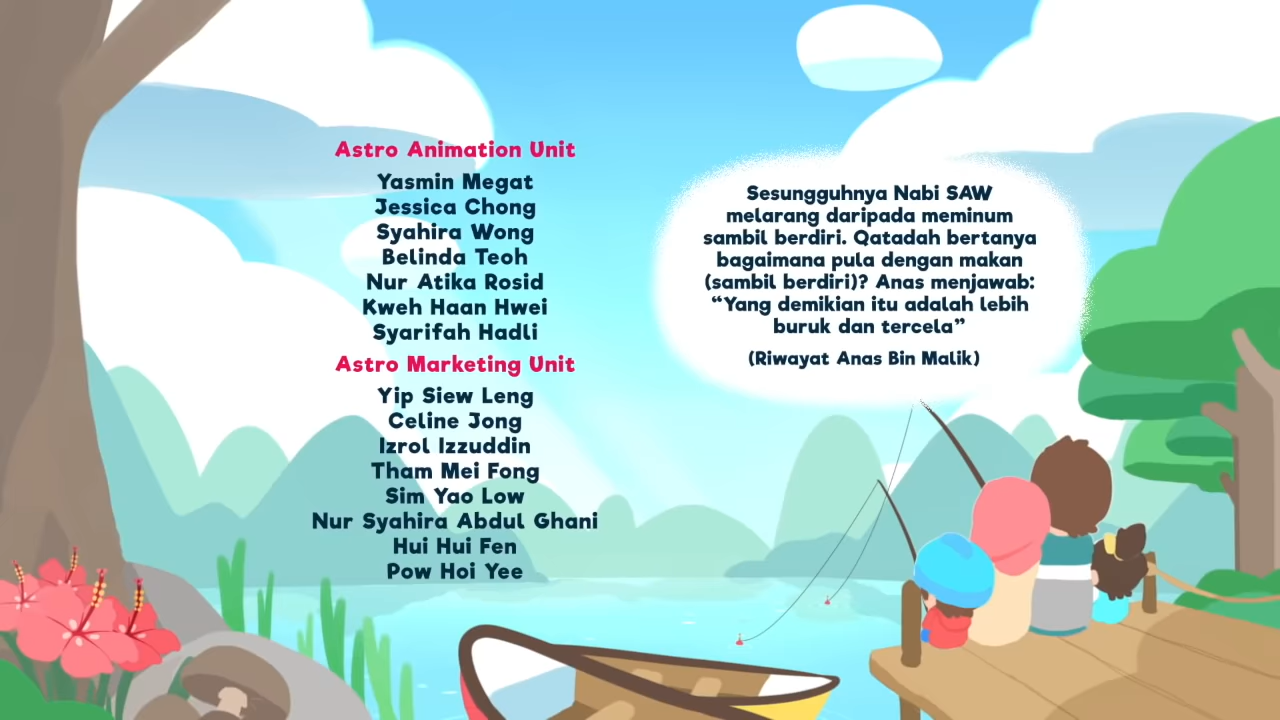 Astro Animation Unit
Yasmin Megat
Jessica Chong
Syahira Wong
Belinda Teoh
Nur Atika Rosid
Kweh Haan Hwei
Syarifah Hadli
Astro Marketing Unit
Yip Siew Leng
Celine Jong
Izrol Izzuddin
Tham Mei Fong
Sim Yao Low
Nur Syahira Abdul Ghani
Hui Hui Fen
Pow Hoi Yee
Sesungguhnya Nabi SAW
melarang daripada meminum
sambil berdiri. Qatadah bertanya
bagaimana pula dengan makan
(sambil berdiri)? Anas menjawab:
“Yang demikian itu adalah lebih
buruk dan tercela”
(Riwayat Anas Bin Malik)